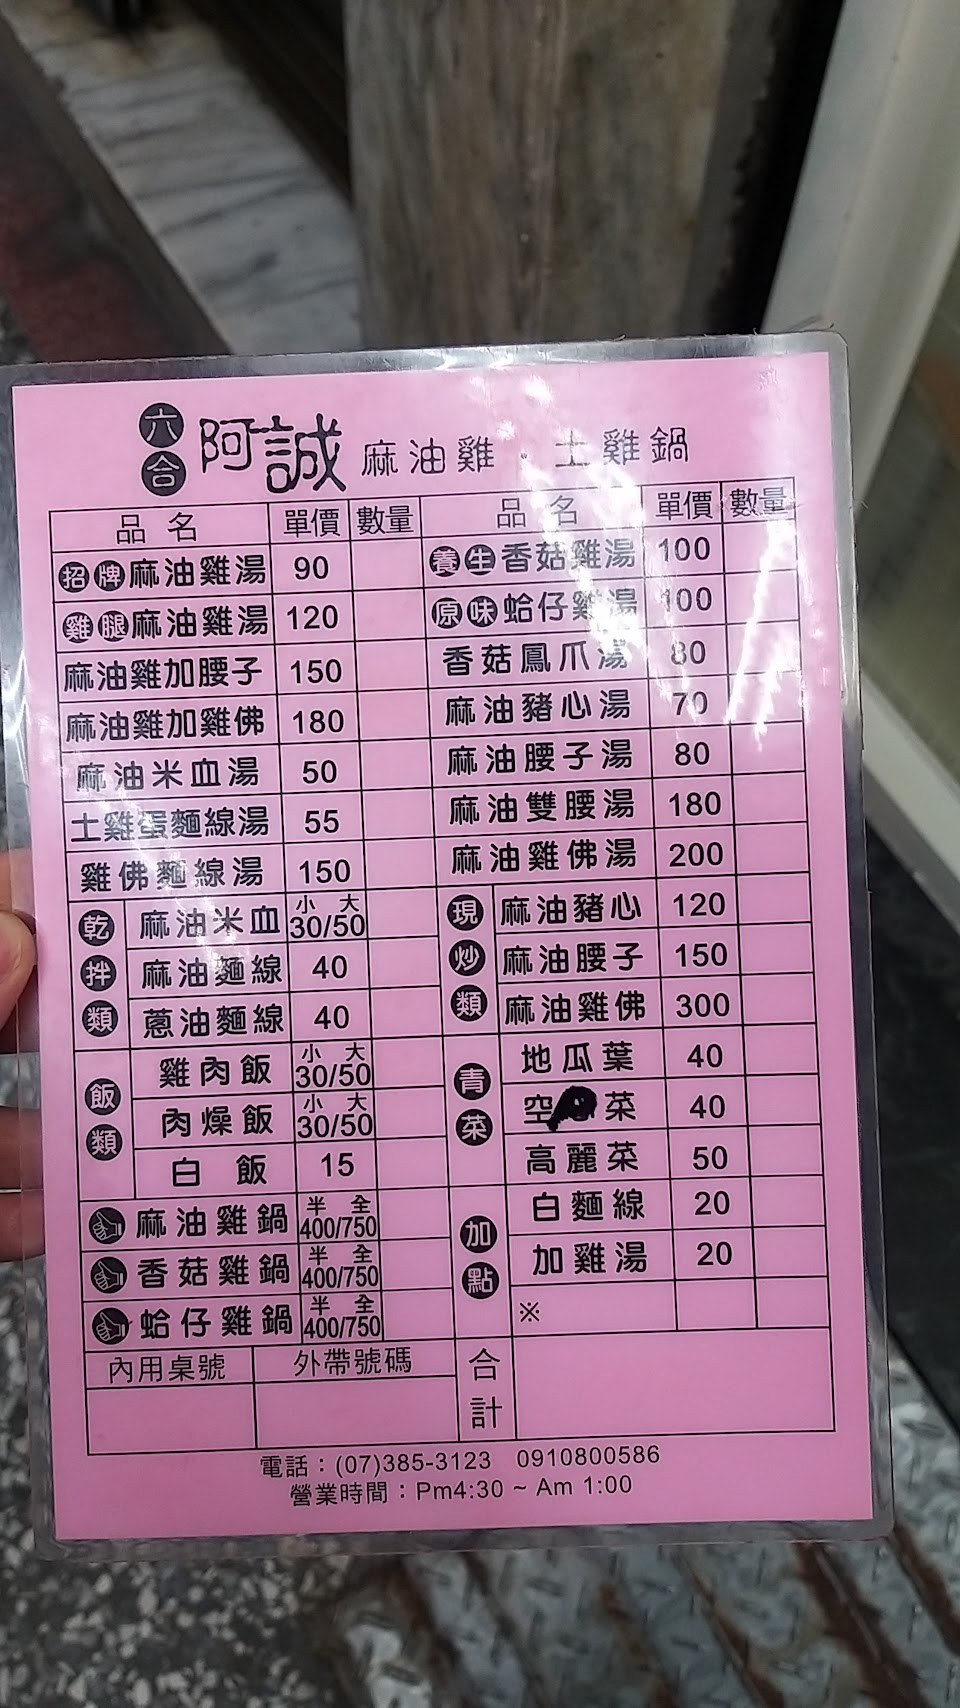 六合 阿誠 麻油雞．土雞鍋
品名 單價 數量 品名 單價 數量
招牌麻油雞湯 90 養生香菇雞湯 100
雞腿麻油雞湯 120 原味蛤仔雞湯 100
麻油雞加腰子 150 香菇鳳爪湯 80
麻油雞加雞佛 180 麻油豬心湯 70
麻油米血湯 50 麻油腰子湯 80
土雞蛋麵線湯 55 麻油雙腰湯 180
雞佛麵線湯 150 麻油雞佛湯 200
乾拌類 麻油米血 小 大 30/50 現炒類 麻油豬心 120
麻油麵線 40 麻油腰子 150
蔥油麵線 40 麻油雞佛 300
飯類 雞肉飯 小 大 30/50 青菜 地瓜葉 40
肉燥飯 小 大 30/50 空菜 40
白飯 15 高麗菜 50
麻油雞鍋 半 全 400/750 加點 白麵線 20
香菇雞鍋 半 全 400/750 加雞湯 20
蛤仔雞鍋 半 全 400/750 ※
內用桌號 外帶號碼 合計
電話：(07)385-3123 0910800586
營業時間：Pm4:30 ~ Am 1:00